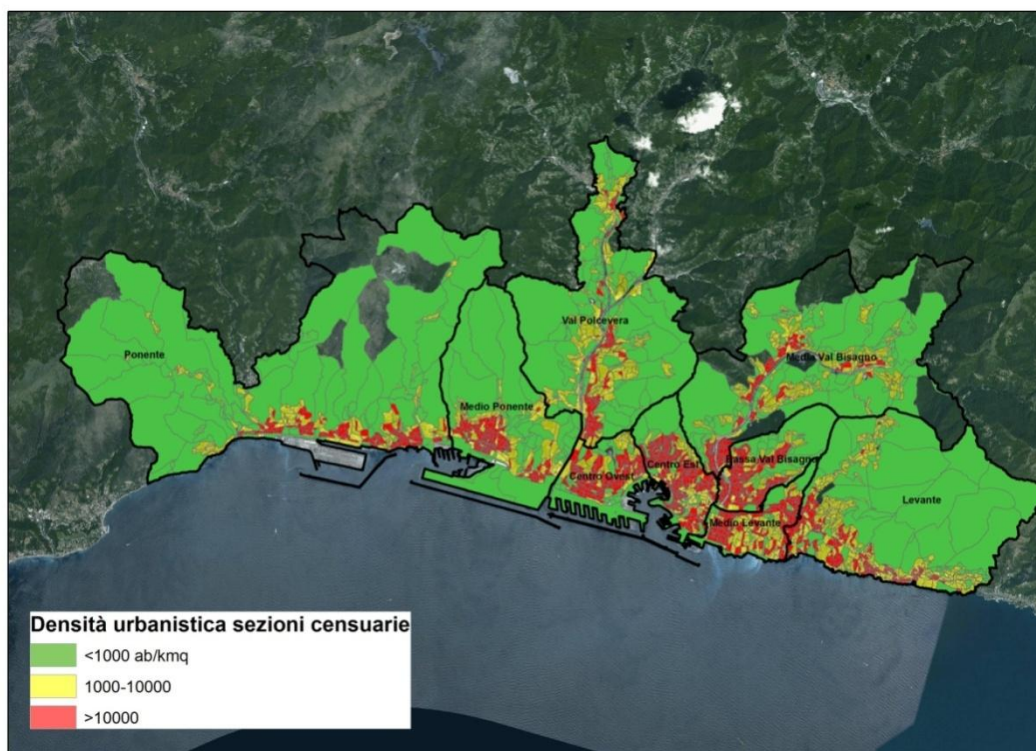 Val Polcevera
Ponente
Media Val Bisagno
Medio Ponente
Bassa Val Bisagno
Centro Est
Centro Ovest
Levante
Medio Levante
Densità urbanistica sezioni censuarie
<1000 ab/kmq
1000-10000
>10000